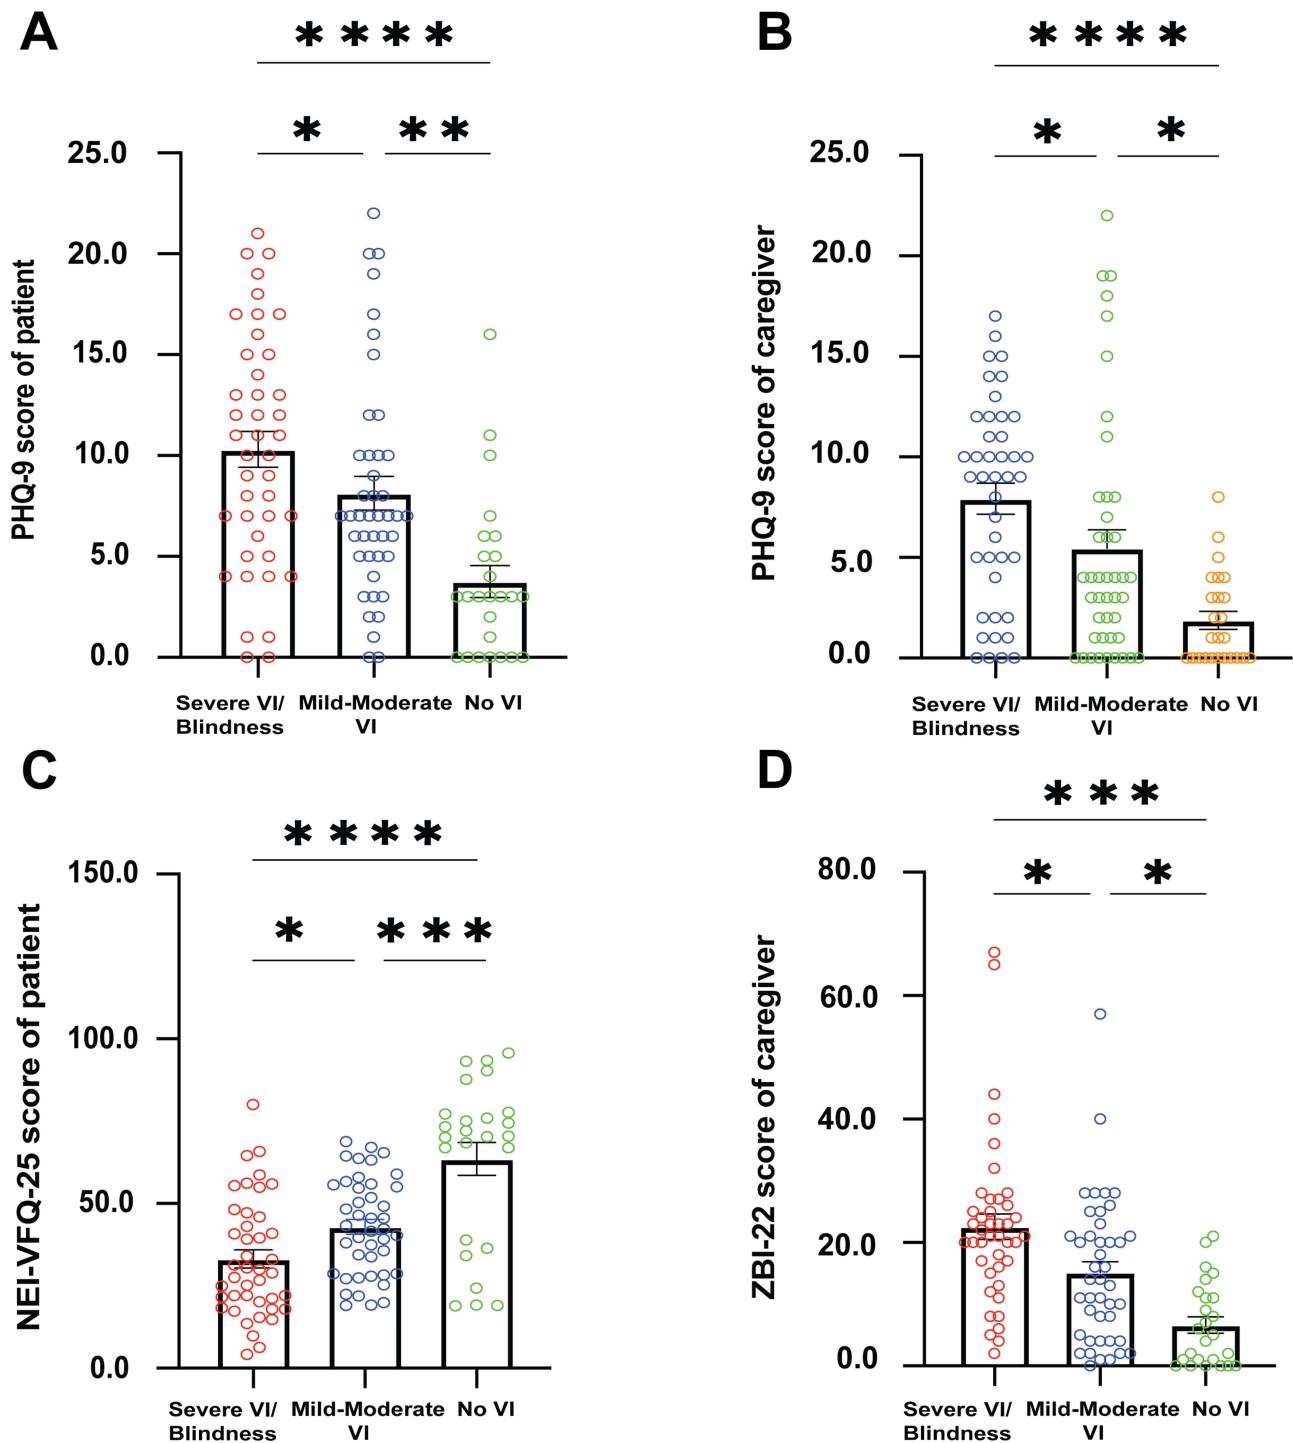 A
✱ ✱ ✱ ✱
✱ ✱ ✱
PHQ-9 score of patient
25.0
20.0
15.0
10.0
5.0
0.0
Severe VI/
Blindness
Mild-Moderate
VI
No VI
B
✱ ✱ ✱ ✱
✱ ✱
PHQ-9 score of caregiver
25.0
20.0
15.0
10.0
5.0
0.0
Severe VI/
Blindness
Mild-Moderate
VI
No VI
C
✱ ✱ ✱ ✱
✱ ✱ ✱ ✱
NEI-VFQ-25 score of patient
150.0
100.0
50.0
0.0
Severe VI/
Blindness
Mild-Moderate
VI
No VI
D
✱ ✱ ✱
✱ ✱
ZBI-22 score of caregiver
80.0
60.0
40.0
20.0
0.0
Severe VI/
Blindness
Mild-Moderate
VI
No VI